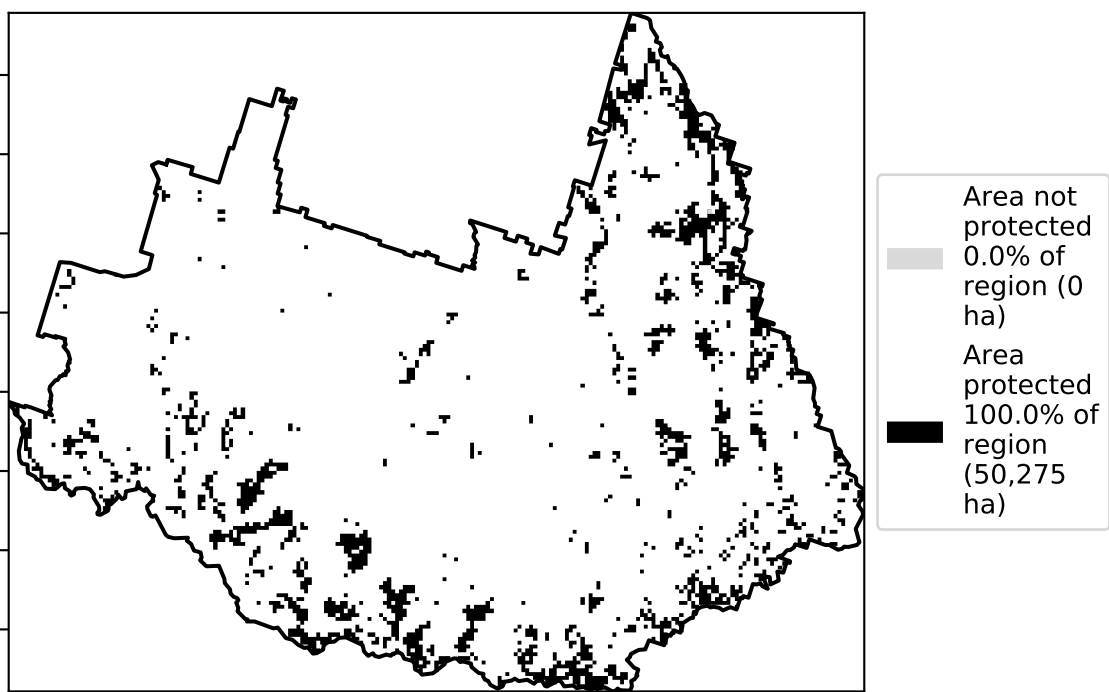 Area not
protected
0.0% of
region (0
ha)
Area
protected
100.0% of
region
(50,275
ha)